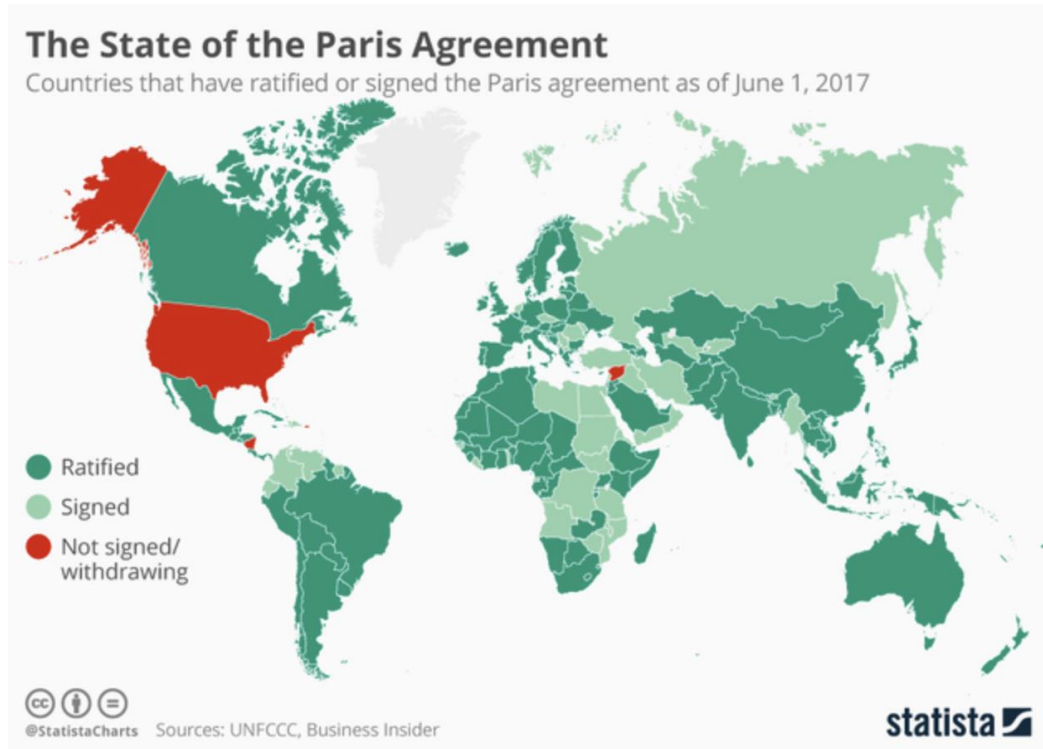 The State of the Paris Agreement
Countries that have ratified or signed the Paris agreement as of June 1, 2017
Ratified
Signed
Not signed/
withdrawing
cc
@StatistaCharts Sources: UNFCCC, Business Insider
statista